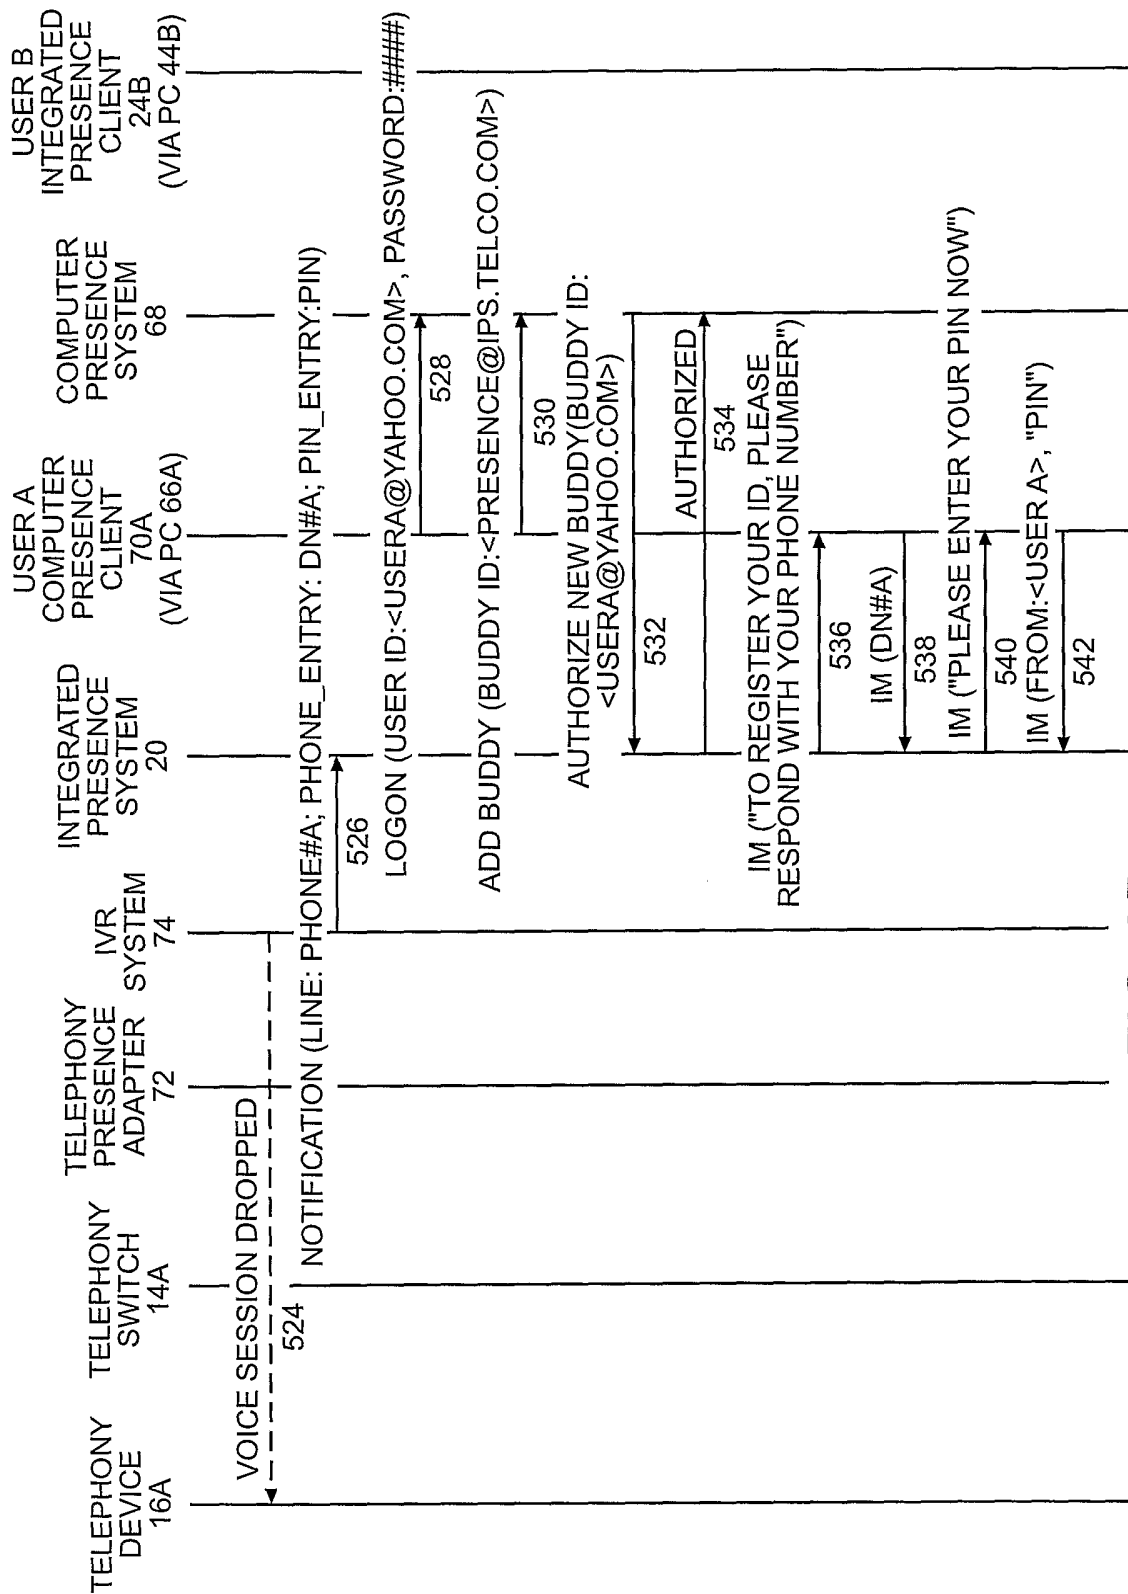 TELEPHONY
DEVICE
16A
TELEPHONY
SWITCH
14A
TELEPHONY
PRESENCE
ADAPTER
72
IVR
SYSTEM
74
INTEGRATED
PRESENCE
SYSTEM
20
USER A
COMPUTER
PRESENCE
CLIENT
70A
(VIA PC 66A)
COMPUTER
PRESENCE
SYSTEM
68
USER B
INTEGRATED
PRESENCE
CLIENT
24B
(VIA PC 44B)
VOICE SESSION DROPPED
524
NOTIFICATION (LINE: PHONE#A; PHONE_ENTRY: DN#A; PIN_ENTRY:PIN)
526
LOGON (USER ID:<USERA@YAHOO.COM>, PASSWORD:####)
528
ADD BUDDY (BUDDY ID:<PRESENCE@IPS.TELCO.COM>)
530
AUTHORIZE NEW BUDDY(BUDDY ID:
<USERA@YAHOO.COM>)
532
AUTHORIZED
534
IM ("TO REGISTER YOUR ID, PLEASE
RESPOND WITH YOUR PHONE NUMBER")
536
IM (DN#A)
538
IM ("PLEASE ENTER YOUR PIN NOW")
540
IM (FROM:<USER A>, "PIN")
542